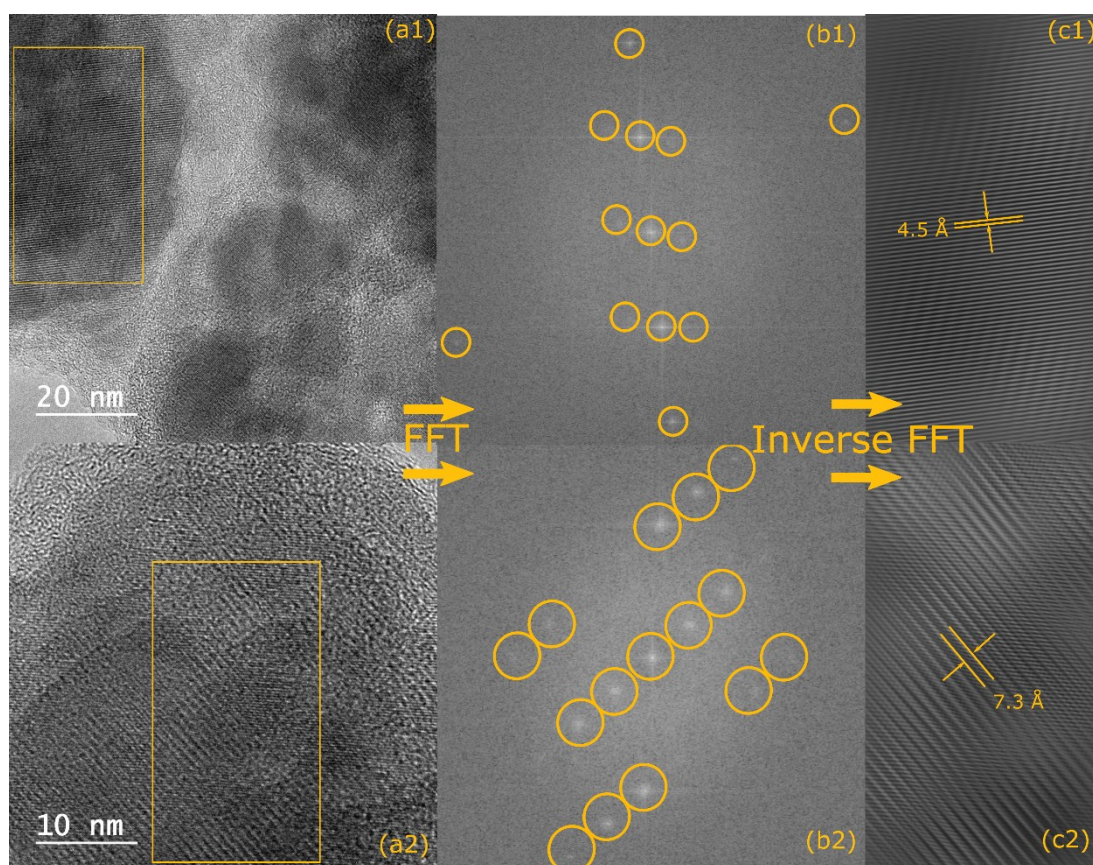 (a1)
(b1)
(c1)
4.5 Å
20 nm
FFT
Inverse FFT
7.3 Å
10 nm
(a2)
(b2)
(c2)